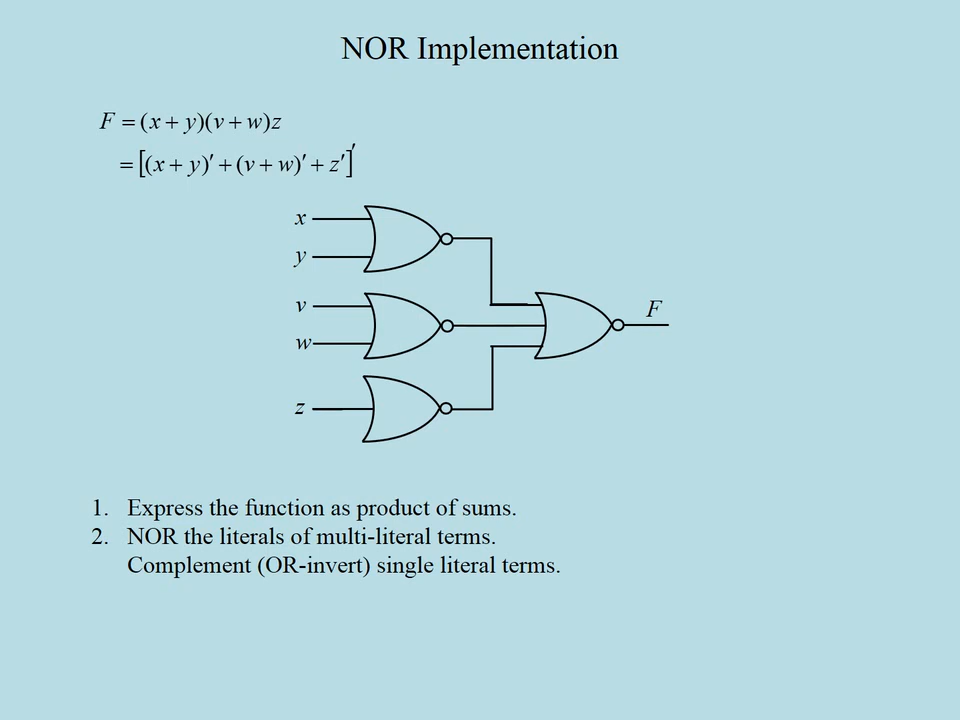 NOR Implementation
F = (x + y)(v + w)z
= [(x + y)′ + (v + w)′ + z′]′
x
y
v
F
w
z
1. Express the function as product of sums.
2. NOR the literals of multi-literal terms.
Complement (OR-invert) single literal terms.